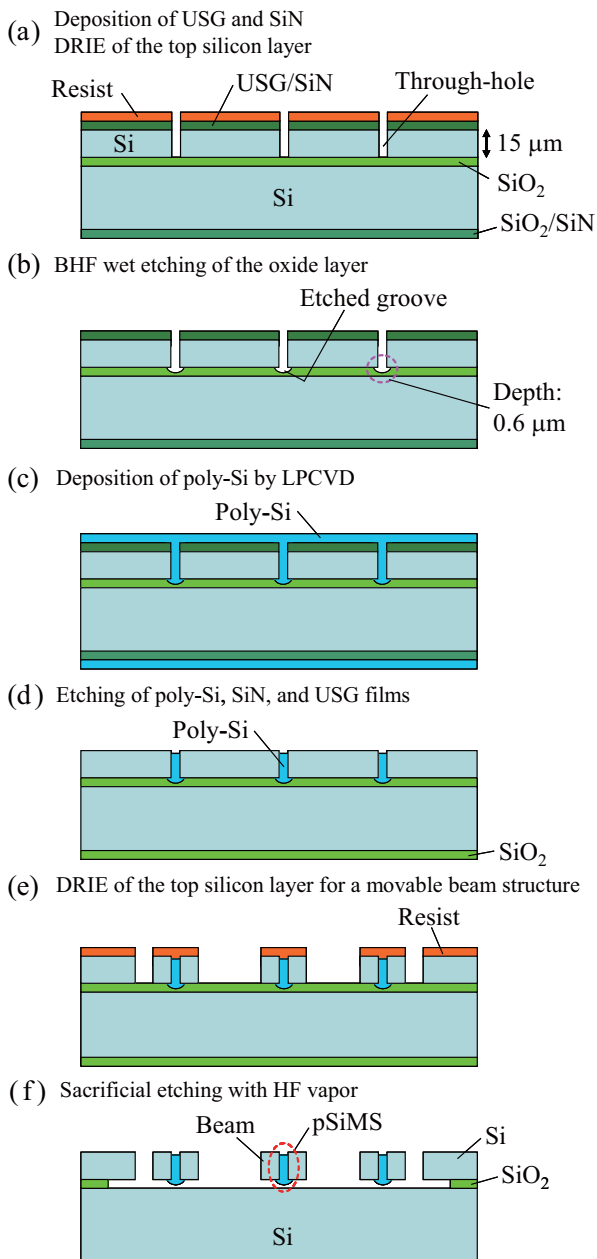 (a) Deposition of USG and SiN
DRIE of the top silicon layer
Resist
USG/SiN
Through-hole
Si
15 μm
SiO₂
Si
SiO₂/SiN
(b) BHF wet etching of the oxide layer
Etched groove
Depth:
0.6 μm
(c) Deposition of poly-Si by LPCVD
Poly-Si
(d) Etching of poly-Si, SiN, and USG films
Poly-Si
SiO₂
(e) DRIE of the top silicon layer for a movable beam structure
Resist
(f) Sacrificial etching with HF vapor
Beam
pSiMS
Si
SiO₂
Si